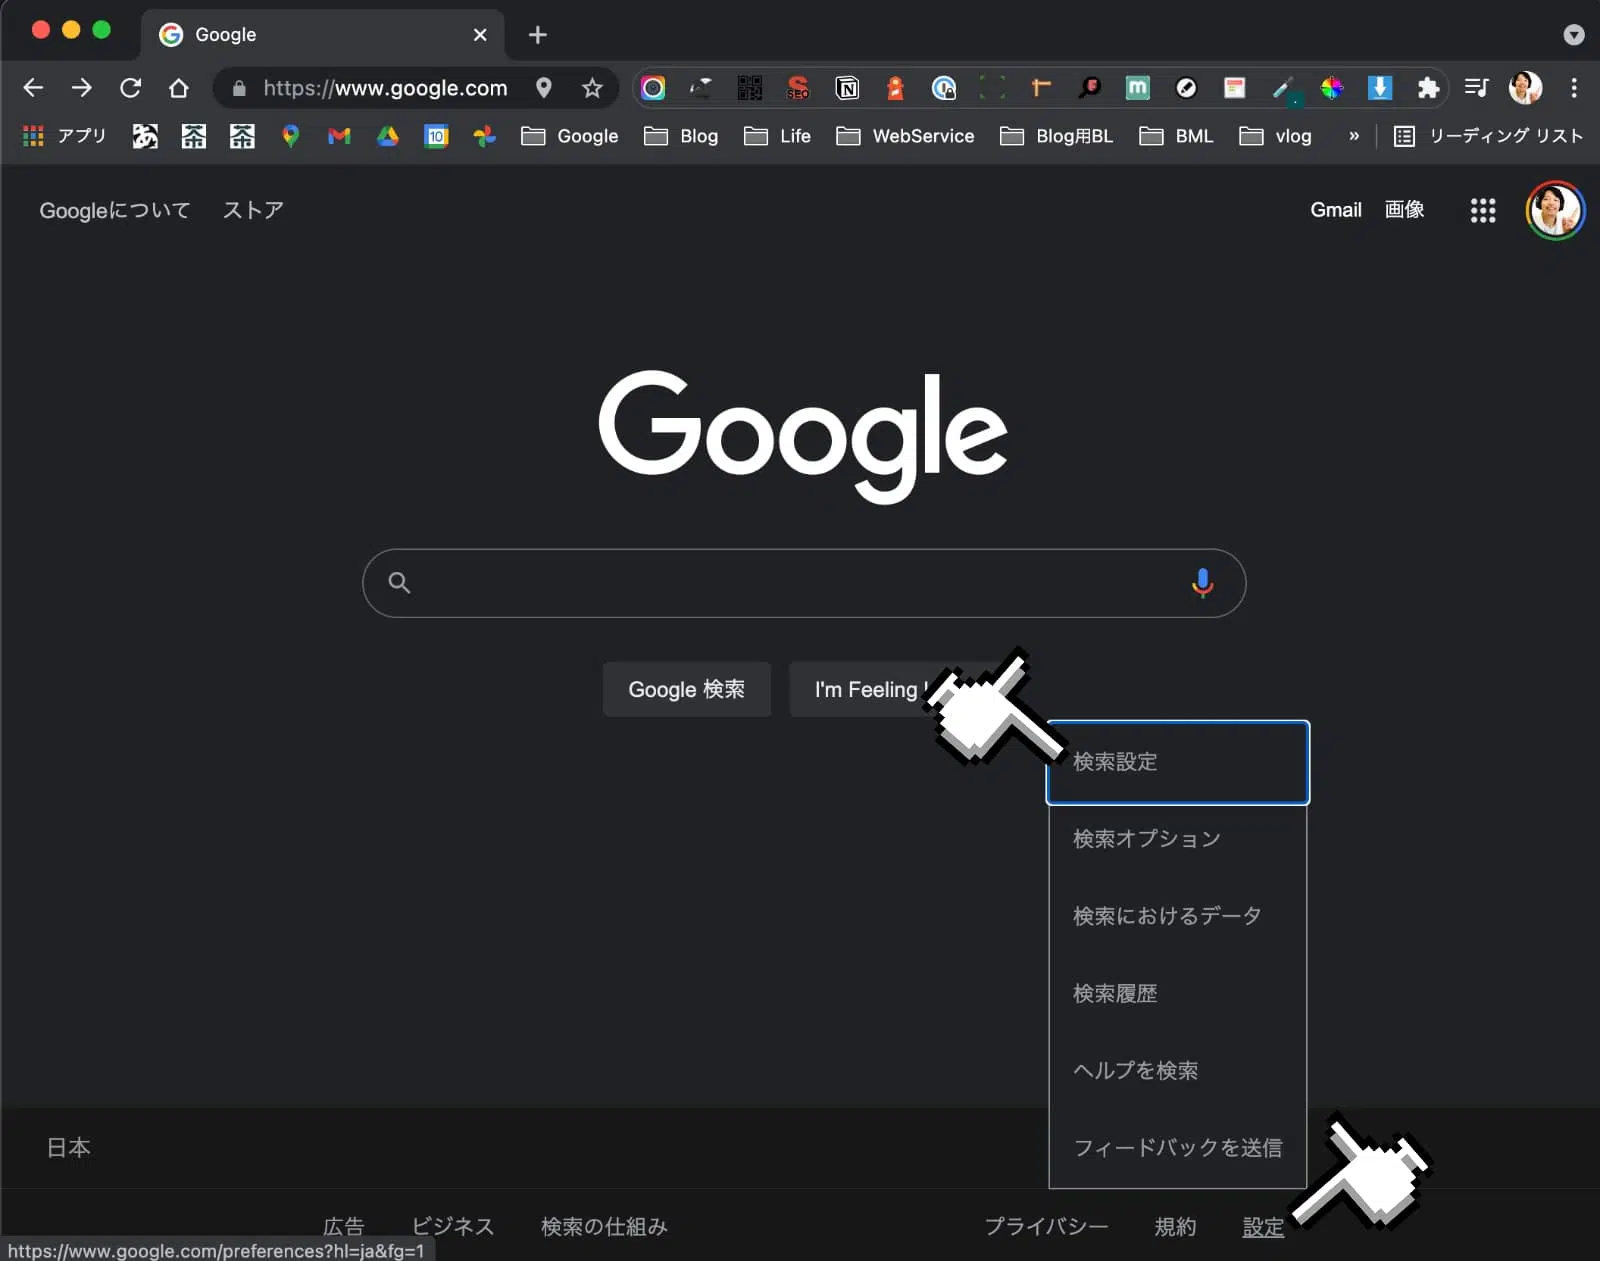 Google
https://www.google.com
SEO
N
m
アプリ
あ
茶
茶
10
Google
Blog
Life
WebService
Blog用BL
BML
vlog
»
リーディング リスト
Googleについて
ストア
Gmail
画像
Google
Google 検索
I'm Feeling
検索設定
検索オプション
検索におけるデータ
検索履歴
ヘルプを検索
フィードバックを送信
日本
広告
ビジネス
検索の仕組み
プライバシー
規約
設定
https://www.google.com/preferences?hl=ja&fg=1